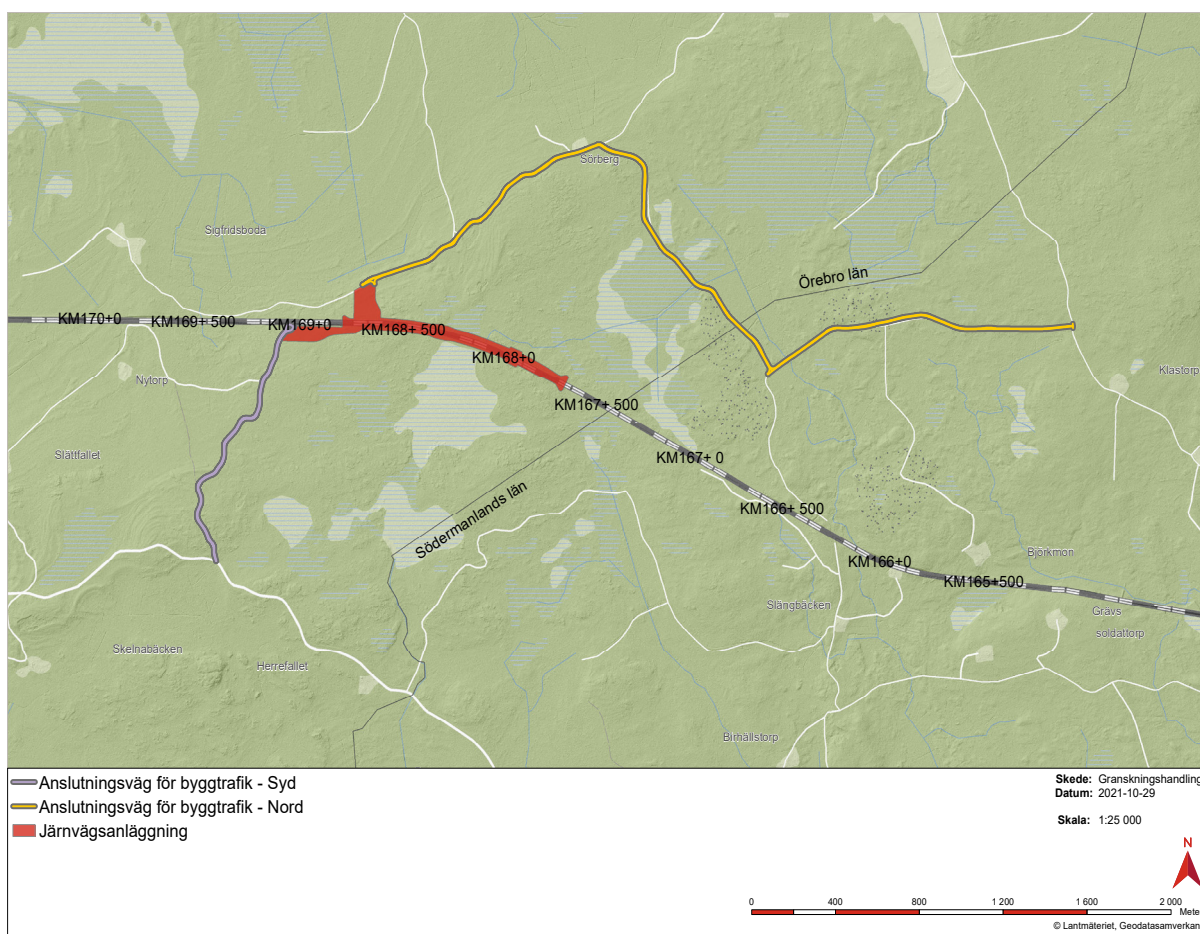 Sörberg
Sigfridsboda
Örebro län
KM170+0
KM169+ 500
KM169+0
KM168+ 500
KM168+0
Nytorp
Klastorp
KM167+ 500
Slättfallet
KM167+ 0
Södermanlands län
KM166+ 500
Björkmon
KM166+0
KM165+500
Slängbäcken
Grävs
soldattorp
Skelnabäcken
Herrefallet
Birhällstorp
Anslutningsväg för byggtrafik - Syd
Anslutningsväg för byggtrafik - Nord
Järnvägsanläggning
Skede: Granskningshandling
Datum: 2021-10-29
Skala: 1:25 000
N
0 400 800 1 200 1 600 2 000
Mete
© Lantmäteriet, Geodatasamverkan